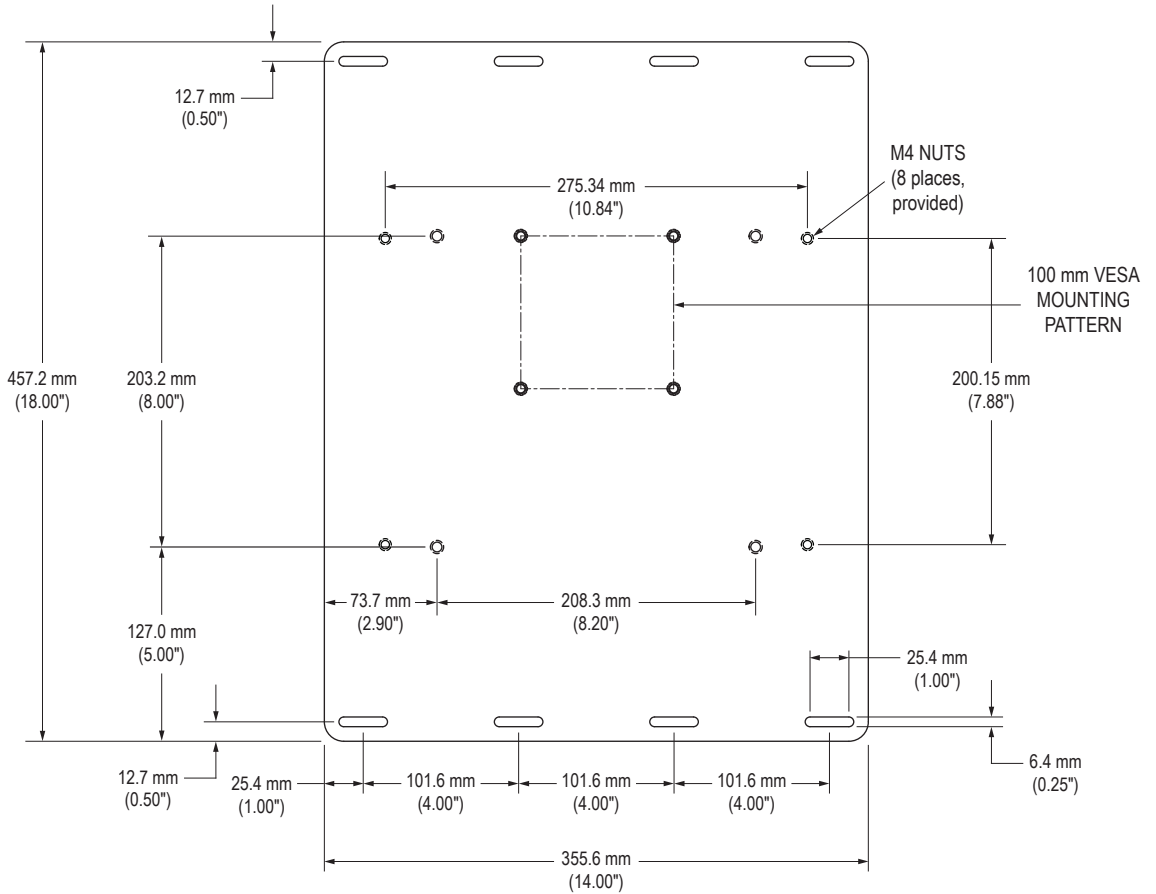 12.7 mm
(0.50")
M4 NUTS
(8 places,
provided)
275.34 mm
(10.84")
100 mm VESA
MOUNTING
PATTERN
457.2 mm
(18.00")
203.2 mm
(8.00")
200.15 mm
(7.88")
73.7 mm
(2.90")
208.3 mm
(8.20")
127.0 mm
(5.00")
25.4 mm
(1.00")
12.7 mm
(0.50")
25.4 mm
(1.00")
101.6 mm
(4.00")
101.6 mm
(4.00")
101.6 mm
(4.00")
6.4 mm
(0.25")
355.6 mm
(14.00")